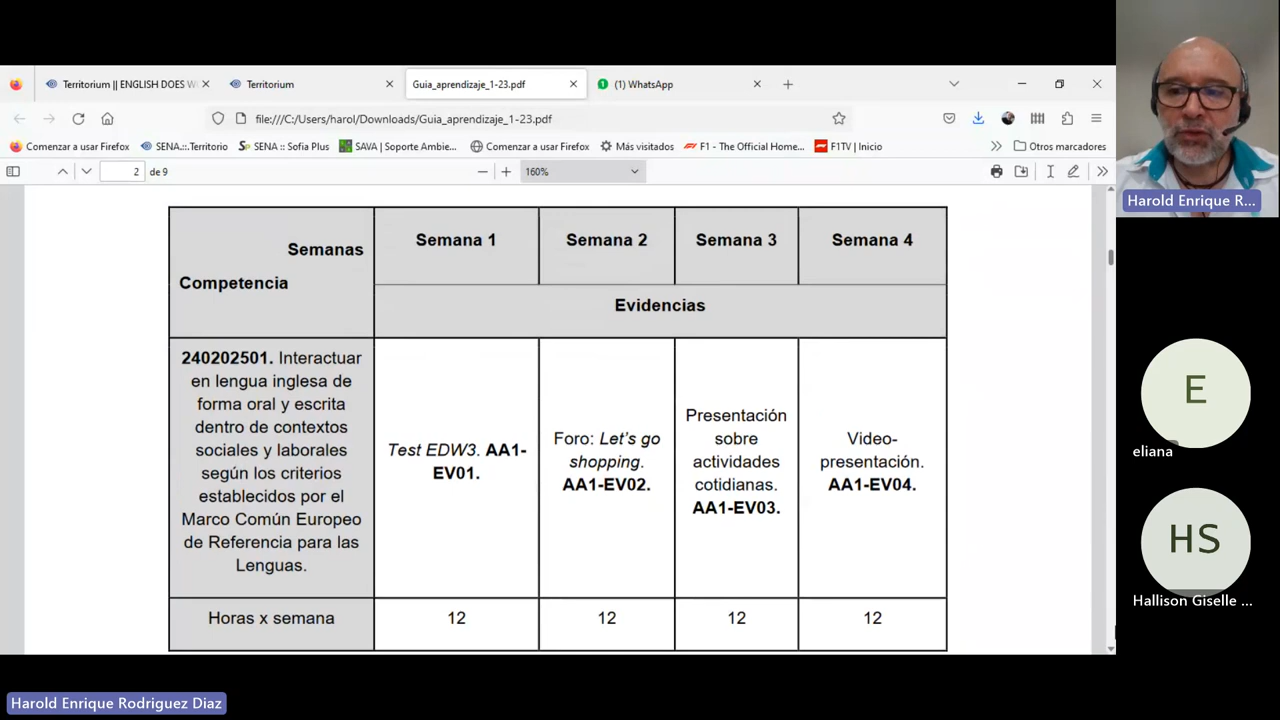 Territorium || ENGLISH DOES W
Territorium
Guia_aprendizaje_1-23.pdf
(1) WhatsApp
file:///C:/Users/harol/Downloads/Guia_aprendizaje_1-23.pdf
Comenzar a usar Firefox
SENA.::.Territorio
SENA :: Sofia Plus
SAVA | Soporte Ambie...
Comenzar a usar Firefox
Más visitados
F1 - The Official Home...
F1TV | Inicio
Otros marcadores
2 de 9
160%
Harold Enrique R...
Semanas
Competencia
Semana 1
Semana 2
Semana 3
Semana 4
Evidencias
240202501. Interactuar
en lengua inglesa de
forma oral y escrita
dentro de contextos
sociales y laborales
según los criterios
establecidos por el
Marco Común Europeo
de Referencia para las
Lenguas.
Test EDW3. AA1-
EV01.
Foro: Let's go
shopping.
AA1-EV02.
Presentación
sobre
actividades
cotidianas.
AA1-EV03.
Video-
presentación.
AA1-EV04.
Horas x semana
12
12
12
12
E
eliana
HS
Hallison Giselle ...
Harold Enrique Rodriguez Diaz